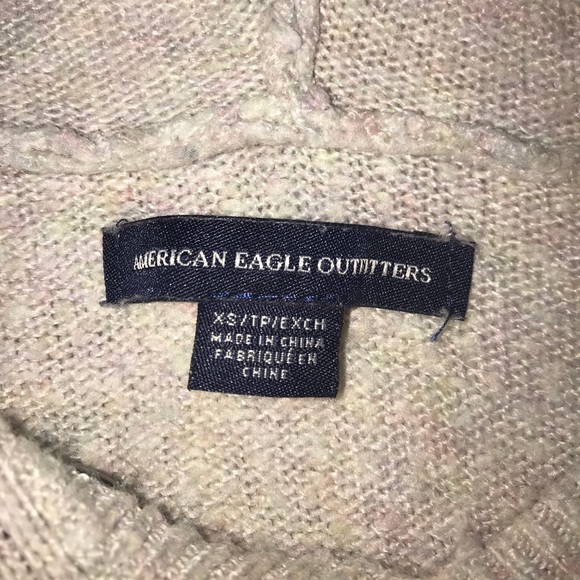 AMERICAN EAGLE OUTFITTERS
XS/TP/EXCH
MADE IN CHINA
FABRIQUÉ EN
CHINE